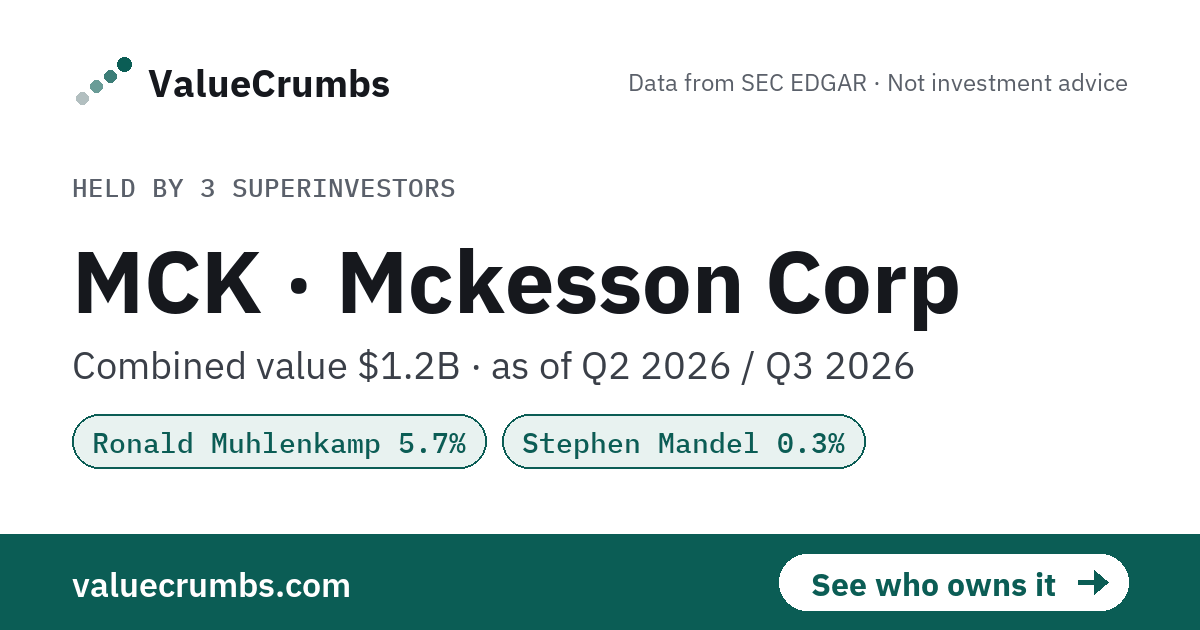 ValueCrumbs
Data from SEC EDGAR · Not investment advice
HELD BY 3 SUPERINVESTORS
MCK · Mckesson Corp
Combined value $1.2B · as of Q2 2026 / Q3 2026
Ronald Muhlenkamp 5.7%
Stephen Mandel 0.3%
valuecrumbs.com
See who owns it →